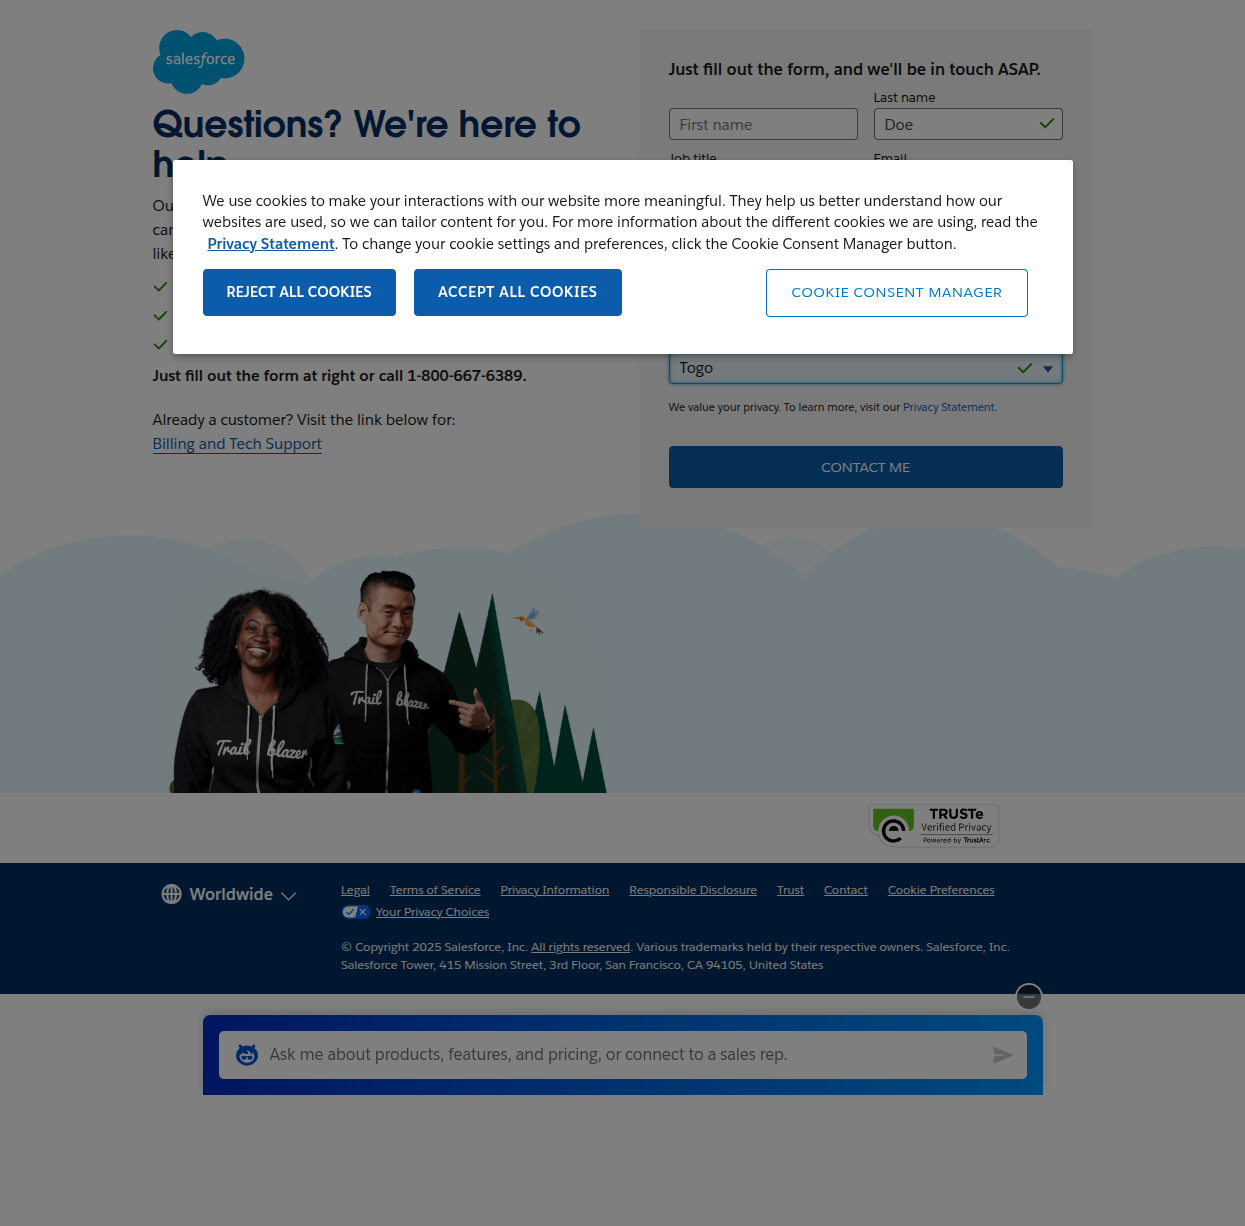 salesforce
Questions? We're here to
help
Ou
can
like
Just fill out the form at right or call 1-800-667-6389.
Already a customer? Visit the link below for:
Billing and Tech Support
Just fill out the form, and we'll be in touch ASAP.
Last name
First name
Doe
Job title
Email
We use cookies to make your interactions with our website more meaningful. They help us better understand how our
websites are used, so we can tailor content for you. For more information about the different cookies we are using, read the
Privacy Statement. To change your cookie settings and preferences, click the Cookie Consent Manager button.
REJECT ALL COOKIES
ACCEPT ALL COOKIES
COOKIE CONSENT MANAGER
Togo
We value your privacy. To learn more, visit our Privacy Statement.
CONTACT ME
Trail blazer
Trail blazer
TRUSTe
Verified Privacy
Powered by TrustArc
Worldwide
Legal Terms of Service Privacy Information Responsible Disclosure Trust Contact Cookie Preferences
Your Privacy Choices
© Copyright 2025 Salesforce, Inc. All rights reserved. Various trademarks held by their respective owners. Salesforce, Inc.
Salesforce Tower, 415 Mission Street, 3rd Floor, San Francisco, CA 94105, United States
Ask me about products, features, and pricing, or connect to a sales rep.